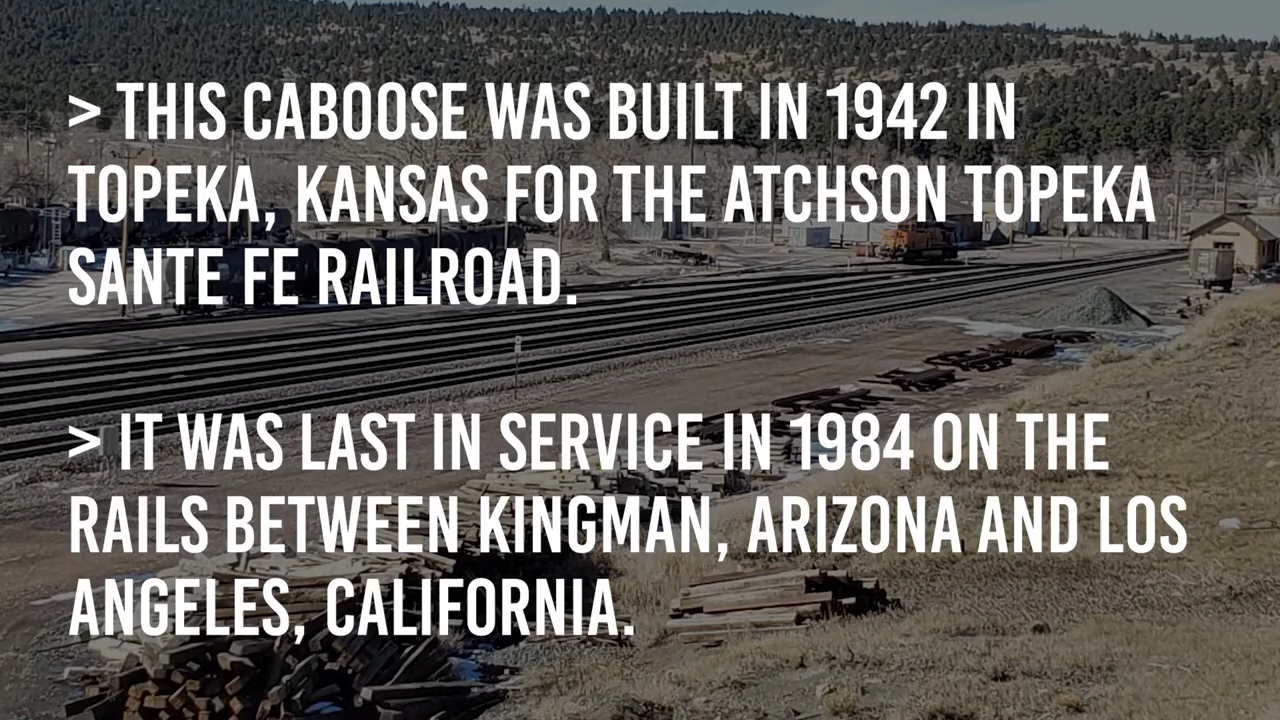 > THIS CABOOSE WAS BUILT IN 1942 IN
TOPEKA, KANSAS FOR THE ATCHSON TOPEKA
SANTE FE RAILROAD.
> IT WAS LAST IN SERVICE IN 1984 ON THE
RAILS BETWEEN KINGMAN, ARIZONA AND LOS
ANGELES, CALIFORNIA.